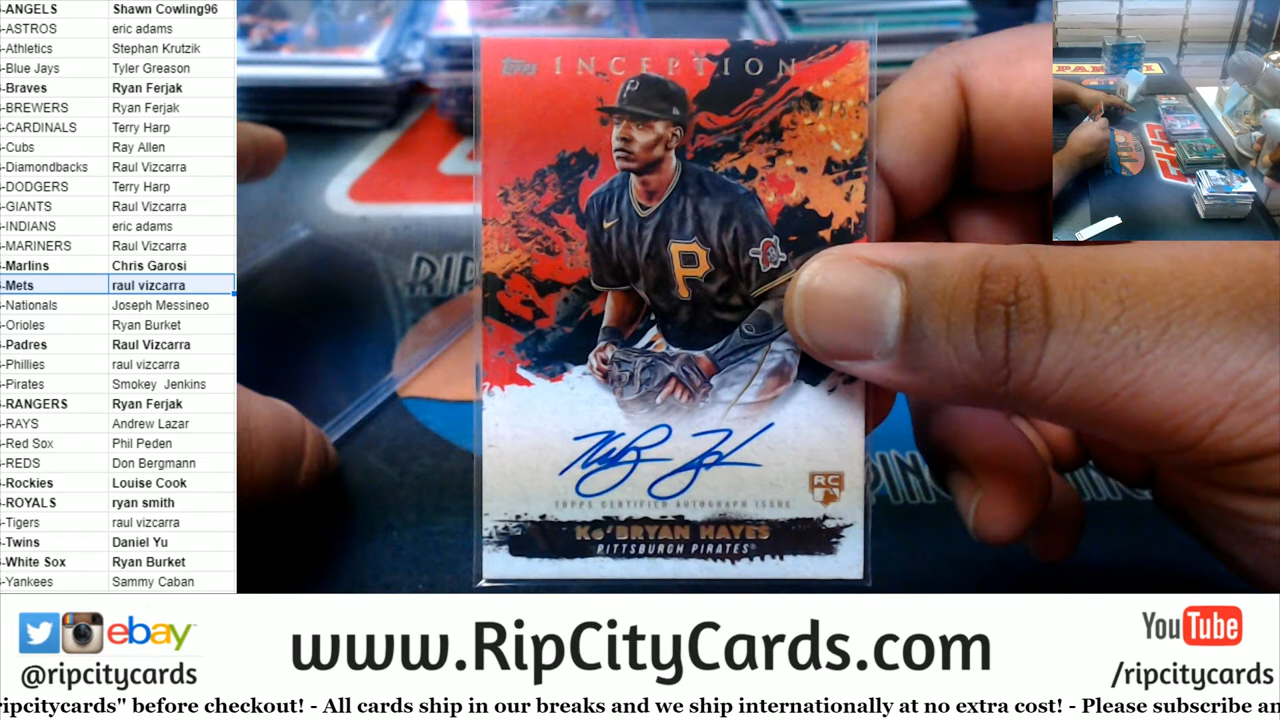 -ANGELS Shawn Cowling96
-ASTROS eric adams
-Athletics Stephan Krutzik
-Blue Jays Tyler Greason
-Braves Ryan Ferjak
-BREWERS Ryan Ferjak
-CARDINALS Terry Harp
-Cubs Ray Allen
-Diamondbacks Raul Vizcarra
-DODGERS Terry Harp
-GIANTS Raul Vizcarra
-INDIANS eric adams
-MARINERS Raul Vizcarra
-Marlins Chris Garosi
-Mets raul vizcarra
-Nationals Joseph Messineo
-Orioles Ryan Burket
-Padres Raul Vizcarra
-Phillies raul vizcarra
-Pirates Smokey Jenkins
-RANGERS Ryan Ferjak
-RAYS Andrew Lazar
-Red Sox Phil Peden
-REDS Don Bergmann
-Rockies Louise Cook
-ROYALS ryan smith
-Tigers raul vizcarra
-Twins Daniel Yu
-White Sox Ryan Burket
-Yankees Sammy Caban
Topps INCEPTION
P
RC
TOPPS CERTIFIED AUTOGRAPH ISSUE
Ke'BRYAN HAYES
PITTSBURGH PIRATES
RIP
PANINI
ebay
@ripcitycards
www.RipCityCards.com
YouTube
/ripcitycards
ripcitycards" before checkout! - All cards ship in our breaks and we ship internationally at no extra cost! - Please subscribe an